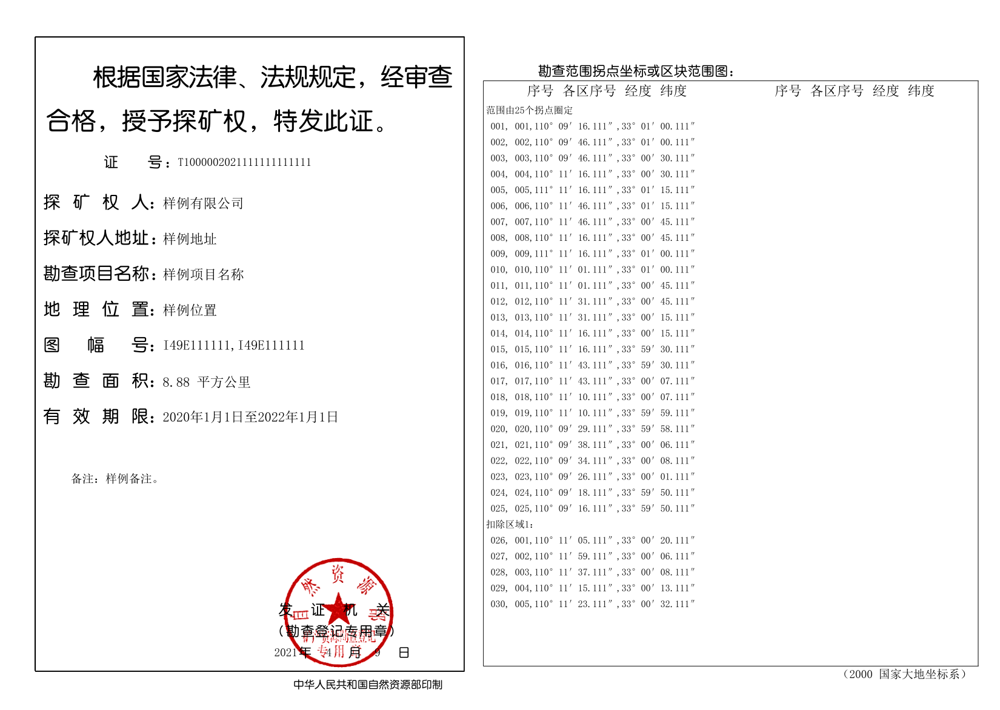 根据国家法律、法规规定，经审查
合格，授予探矿权，特发此证。
证 号：T1000002021111111111111
探 矿 权 人：样例有限公司
探矿权人地址：样例地址
勘查项目名称：样例项目名称
地 理 位 置：样例位置
图 幅 号：I49E111111,I49E111111
勘 查 面 积：8.88 平方公里
有 效 期 限：2020年1月1日至2022年1月1日
备注：样例备注。
自然资源部
发 证 机 关
（勘查登记专用章）
矿产资源勘查登记
专用章
2021年 4 月 9 日
中华人民共和国自然资源部印制
勘查范围拐点坐标或区块范围图：
序号 各区序号 经度 纬度 序号 各区序号 经度 纬度
范围由25个拐点圈定
001, 001,110° 09′ 16.111″,33° 01′ 00.111″
002, 002,110° 09′ 46.111″,33° 01′ 00.111″
003, 003,110° 09′ 46.111″,33° 00′ 30.111″
004, 004,110° 11′ 16.111″,33° 00′ 30.111″
005, 005,111° 11′ 16.111″,33° 01′ 15.111″
006, 006,110° 11′ 46.111″,33° 01′ 15.111″
007, 007,110° 11′ 46.111″,33° 00′ 45.111″
008, 008,110° 11′ 16.111″,33° 00′ 45.111″
009, 009,111° 11′ 16.111″,33° 01′ 00.111″
010, 010,110° 11′ 01.111″,33° 01′ 00.111″
011, 011,110° 11′ 01.111″,33° 00′ 45.111″
012, 012,110° 11′ 31.111″,33° 00′ 45.111″
013, 013,110° 11′ 31.111″,33° 00′ 15.111″
014, 014,110° 11′ 16.111″,33° 00′ 15.111″
015, 015,110° 11′ 16.111″,33° 59′ 30.111″
016, 016,110° 11′ 43.111″,33° 59′ 30.111″
017, 017,110° 11′ 43.111″,33° 00′ 07.111″
018, 018,110° 11′ 10.111″,33° 00′ 07.111″
019, 019,110° 11′ 10.111″,33° 59′ 59.111″
020, 020,110° 09′ 29.111″,33° 59′ 58.111″
021, 021,110° 09′ 38.111″,33° 00′ 06.111″
022, 022,110° 09′ 34.111″,33° 00′ 08.111″
023, 023,110° 09′ 26.111″,33° 00′ 01.111″
024, 024,110° 09′ 18.111″,33° 59′ 50.111″
025, 025,110° 09′ 16.111″,33° 59′ 50.111″
扣除区域1：
026, 001,110° 11′ 05.111″,33° 00′ 20.111″
027, 002,110° 11′ 59.111″,33° 00′ 06.111″
028, 003,110° 11′ 37.111″,33° 00′ 08.111″
029, 004,110° 11′ 15.111″,33° 00′ 13.111″
030, 005,110° 11′ 23.111″,33° 00′ 32.111″
（2000 国家大地坐标系）